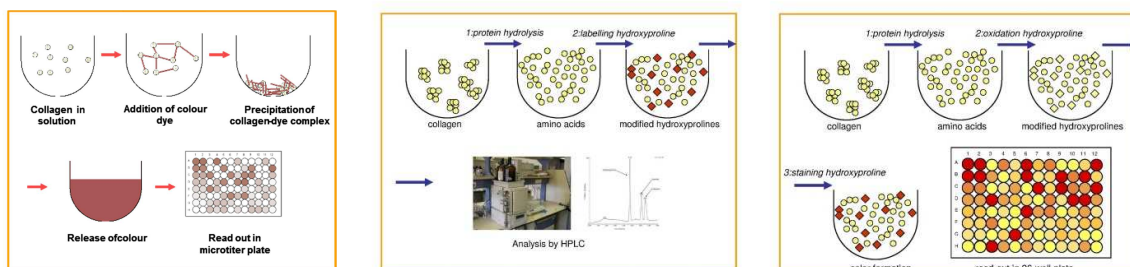 Collagen in
solution
Addition of colour
dye
Precipitation of
collagen-dye complex
Release ofcolour
Read out in
microtiter plate
1:protein hydrolysis
2:labelling hydroxyproline
collagen
amino acids
modified hydroxyprolines
Analysis by HPLC
1:protein hydrolysis
2:oxidation hydroxyproline
collagen
amino acids
modified hydroxyprolines
3:staining hydroxyproline
1 2 3 4 5 6 7 8 9 10 11 12
A
B
C
D
H